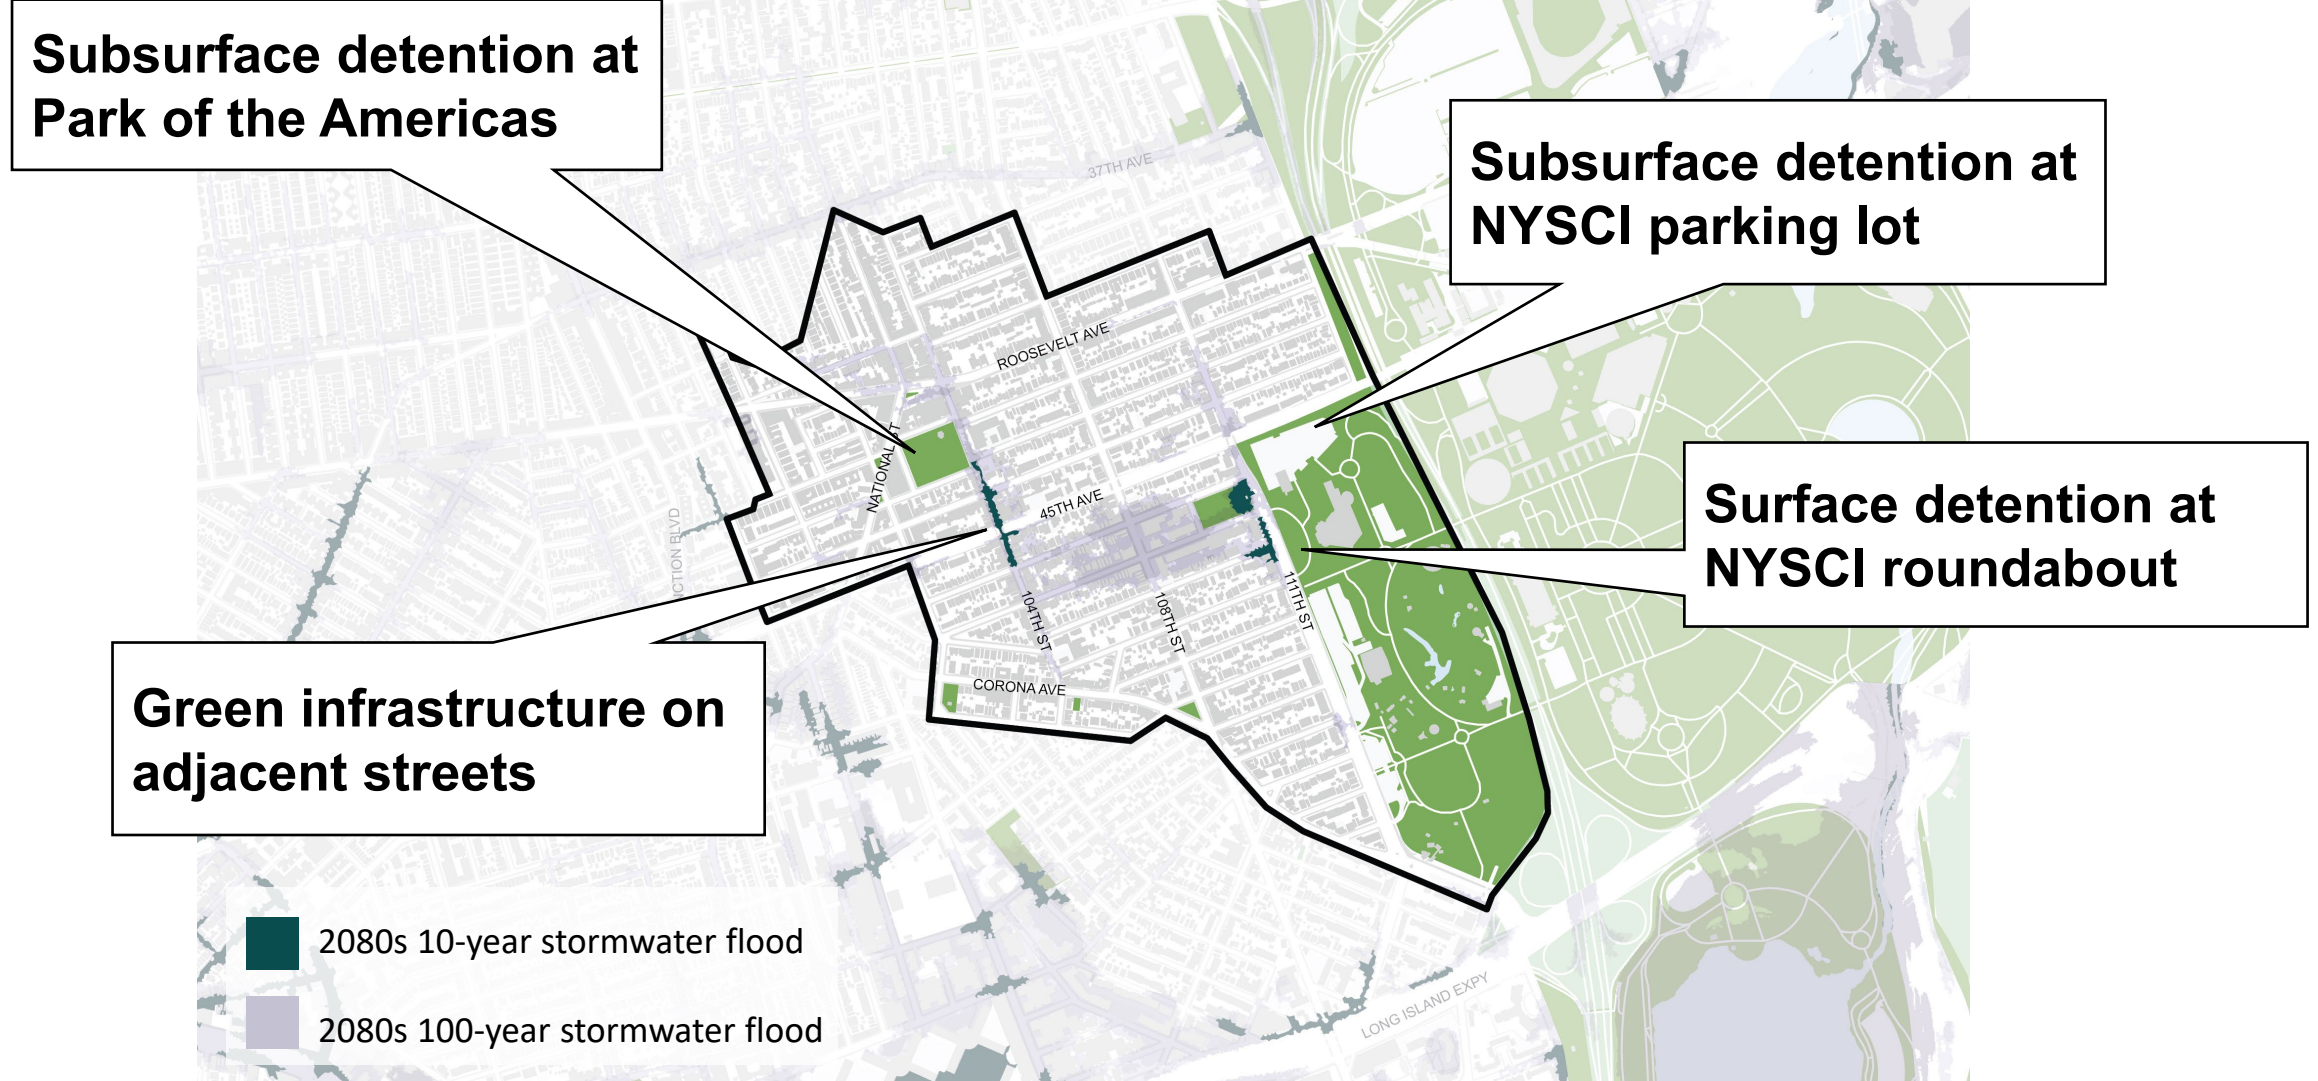 Subsurface detention at
Park of the Americas
Subsurface detention at
NYSCI parking lot
37TH AVE
ROOSEVELT AVE
NATIONAL ST
45TH AVE
Surface detention at
NYSCI roundabout
CTION BLVD
104TH ST
108TH ST
111TH ST
CORONA AVE
Green infrastructure on
adjacent streets
2080s 10-year stormwater flood
2080s 100-year stormwater flood
LONG ISLAND EXPY